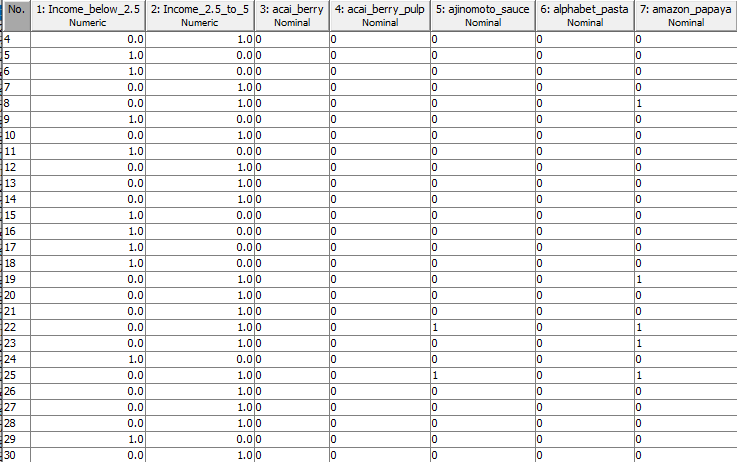 No. 1: Income_below_2.5 2: Income_2.5_to_5 3: acai_berry 4: acai_berry_pulp 5: ajinomoto_sauce 6: alphabet_pasta 7: amazon_papaya
Numeric Numeric Nominal Nominal Nominal Nominal Nominal
4 0.0 1.0 0 0 0 0 0
5 1.0 0.0 0 0 0 0 0
6 1.0 0.0 0 0 0 0 0
7 0.0 1.0 0 0 0 0 0
8 0.0 1.0 0 0 0 0 1
9 1.0 0.0 0 0 0 0 0
10 0.0 1.0 0 0 0 0 0
11 1.0 0.0 0 0 0 0 0
12 0.0 1.0 0 0 0 0 0
13 0.0 1.0 0 0 0 0 0
14 0.0 1.0 0 0 0 0 0
15 1.0 0.0 0 0 0 0 0
16 1.0 0.0 0 0 0 0 0
17 1.0 0.0 0 0 0 0 0
18 1.0 0.0 0 0 0 0 0
19 0.0 1.0 0 0 0 0 1
20 0.0 1.0 0 0 0 0 0
21 0.0 1.0 0 0 0 0 0
22 0.0 1.0 0 0 1 0 1
23 0.0 1.0 0 0 0 0 1
24 1.0 0.0 0 0 0 0 0
25 0.0 1.0 0 0 1 0 1
26 0.0 1.0 0 0 0 0 0
27 0.0 1.0 0 0 0 0 0
28 0.0 1.0 0 0 0 0 0
29 1.0 0.0 0 0 0 0 0
30 0.0 1.0 0 0 0 0 0